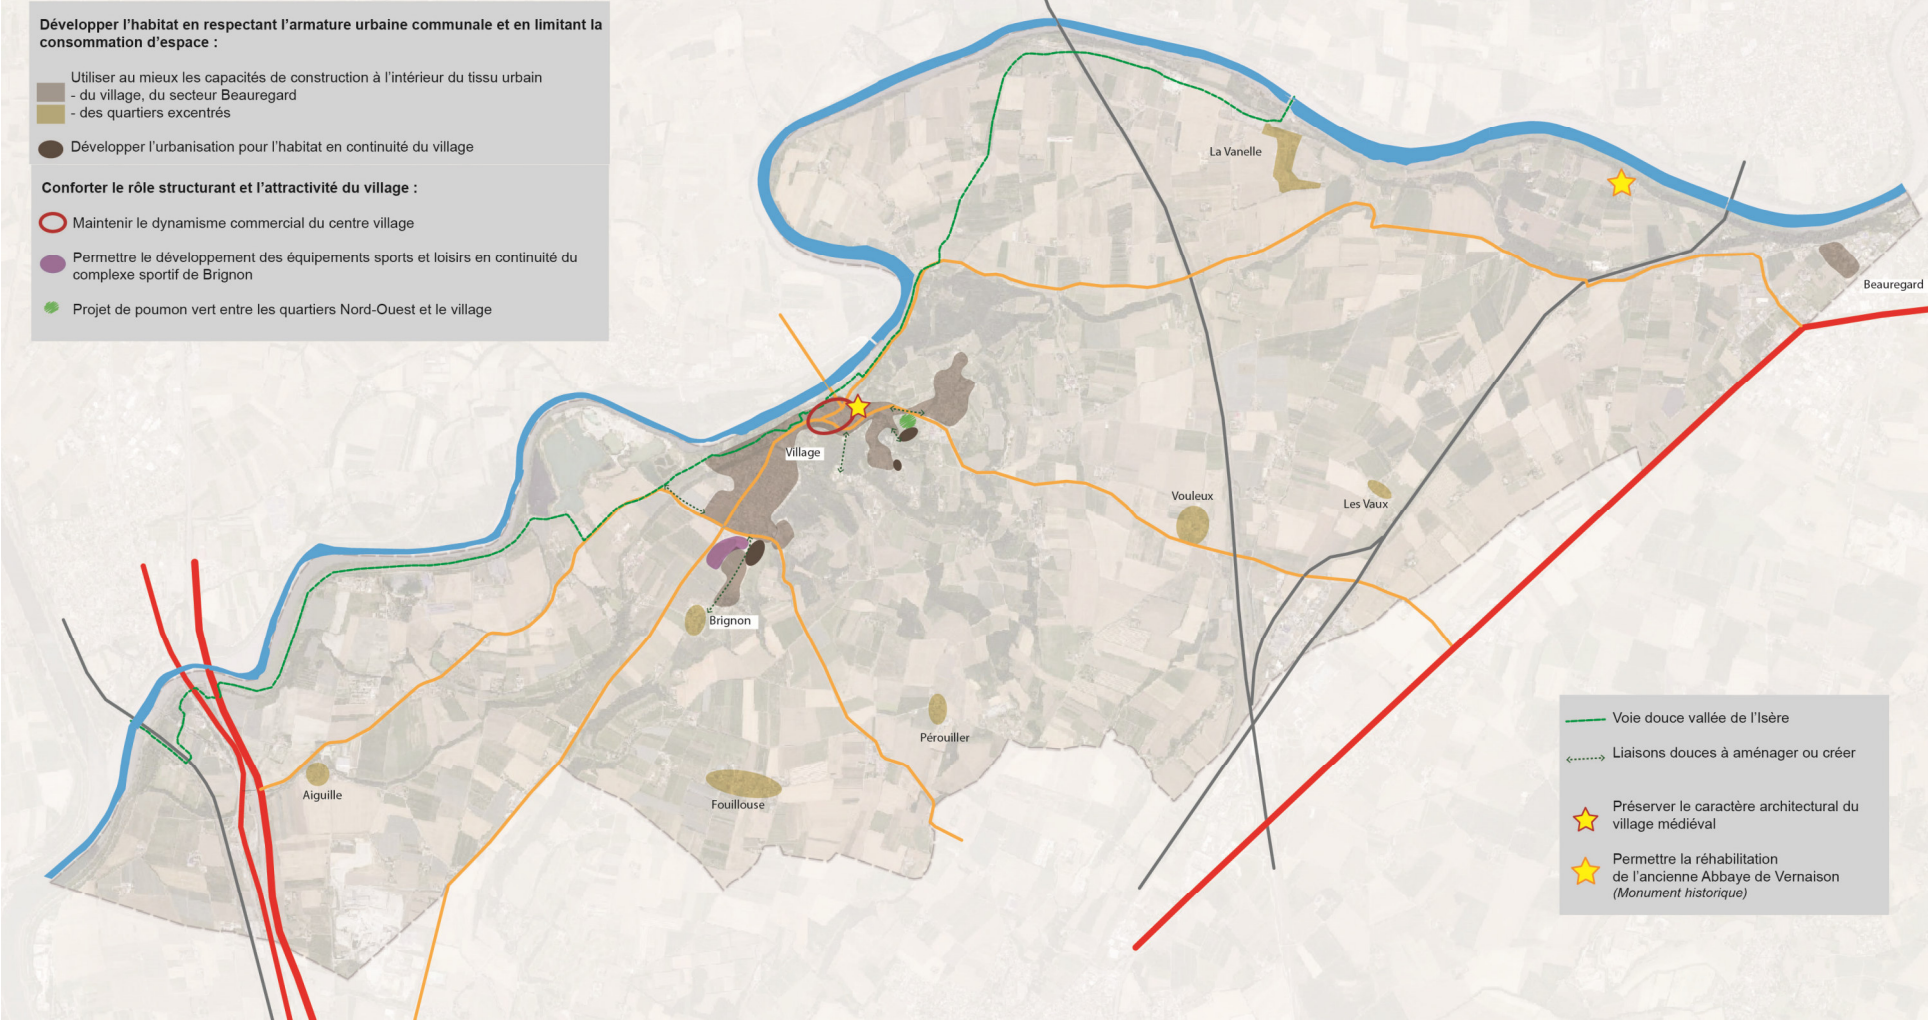 Développer l’habitat en respectant l’armature urbaine communale et en limitant la
consommation d’espace :
Utiliser au mieux les capacités de construction à l’intérieur du tissu urbain
- du village, du secteur Beauregard
- des quartiers excentrés
Développer l’urbanisation pour l’habitat en continuité du village
Conforter le rôle structurant et l’attractivité du village :
Maintenir le dynamisme commercial du centre village
Permettre le développement des équipements sports et loisirs en continuité du
complexe sportif de Brignon
Projet de poumon vert entre les quartiers Nord-Ouest et le village
La Vanelle
Beauregard
Village
Vouleux
Les Vaux
Brignon
Pérouiller
Aiguille
Fouillouse
Voie douce vallée de l’Isère
Liaisons douces à aménager ou créer
Préserver le caractère architectural du
village médiéval
Permettre la réhabilitation
de l’ancienne Abbaye de Vernaison
(Monument historique)